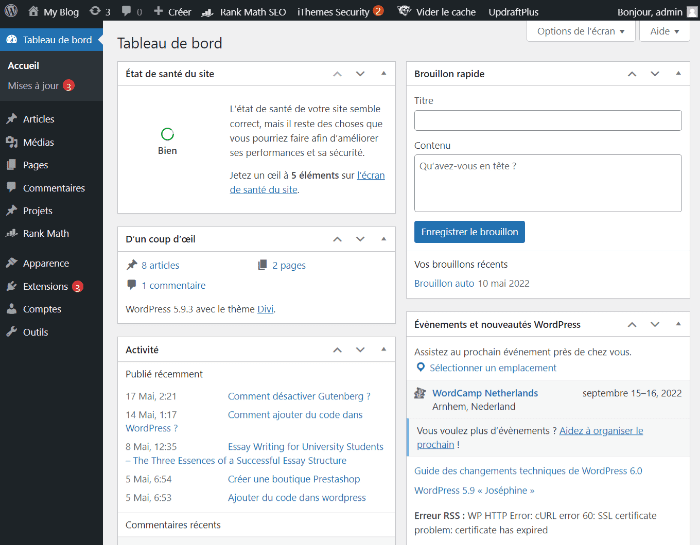 My Blog 3 0 Créer Rank Math SEO iThemes Security 2 Vider le cache UpdraftPlus Bonjour, admin
Tableau de bord
Accueil
Mises à jour 3
Articles
Médias
Pages
Commentaires
Projets
Rank Math
Apparence
Extensions 3
Comptes
Outils
Options de l'écran
Aide
Tableau de bord
État de santé du site
Bien
L'état de santé de votre site semble
correct, mais il reste des choses que
vous pourriez faire afin d'améliorer
ses performances et sa sécurité.
Jetez un œil à 5 éléments sur l'écran
de santé du site.
D'un coup d'œil
8 articles
2 pages
1 commentaire
WordPress 5.9.3 avec le thème Divi.
Activité
Publié récemment
17 Mai, 2:21 Comment désactiver Gutenberg ?
14 Mai, 1:17 Comment ajouter du code dans
WordPress ?
8 Mai, 12:35 Essay Writing for University Students
– The Three Essences of a Successful Essay Structure
5 Mai, 6:54 Créer une boutique Prestashop
5 Mai, 6:53 Ajouter du code dans wordpress
Commentaires récents
Brouillon rapide
Titre
Contenu
Qu'avez-vous en tête ?
Enregistrer le brouillon
Vos brouillons récents
Brouillon auto 10 mai 2022
Évènements et nouveautés WordPress
Assistez au prochain évènement près de chez vous.
Sélectionner un emplacement
WordCamp Netherlands septembre 15–16, 2022
Arnhem, Nederland
Vous voulez plus d'évènements ? Aidez à organiser le
prochain !
Guide des changements techniques de WordPress 6.0
WordPress 5.9 « Joséphine »
Erreur RSS : WP HTTP Error: cURL error 60: SSL certificate
problem: certificate has expired